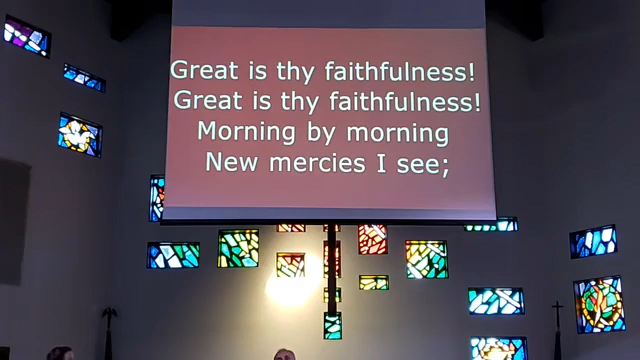 Great is thy faithfulness!
Great is thy faithfulness!
Morning by morning
New mercies I see;